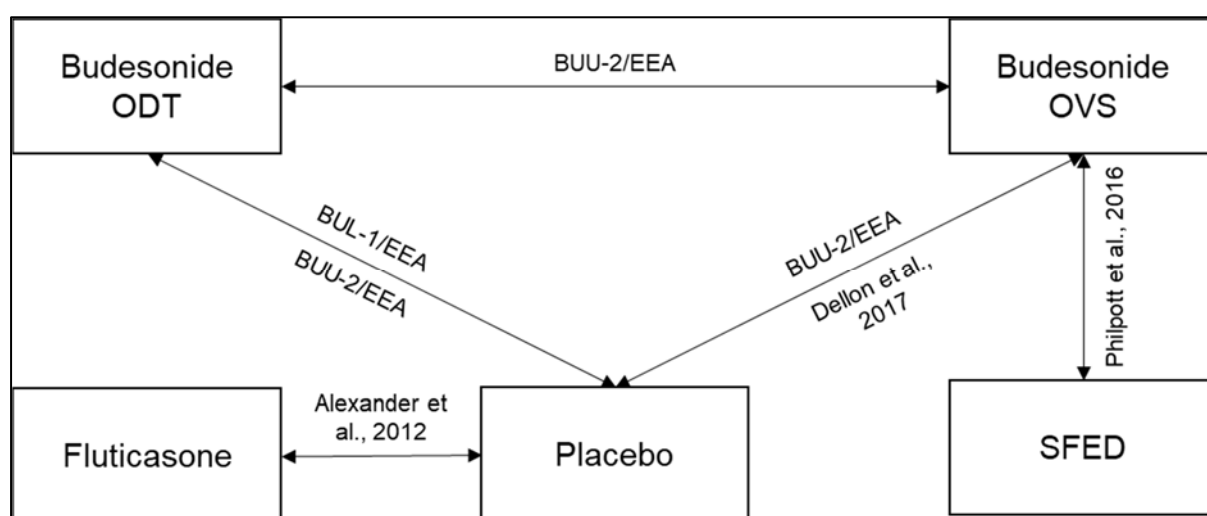 Budesonide
ODT
BUU-2/EEA
Budesonide
OVS
BUL-1/EEA
BUU-2/EEA
BUU-2/EEA
Dellon et al.,
2017
Philpott et al., 2016
Fluticasone
Alexander et
al., 2012
Placebo
SFED